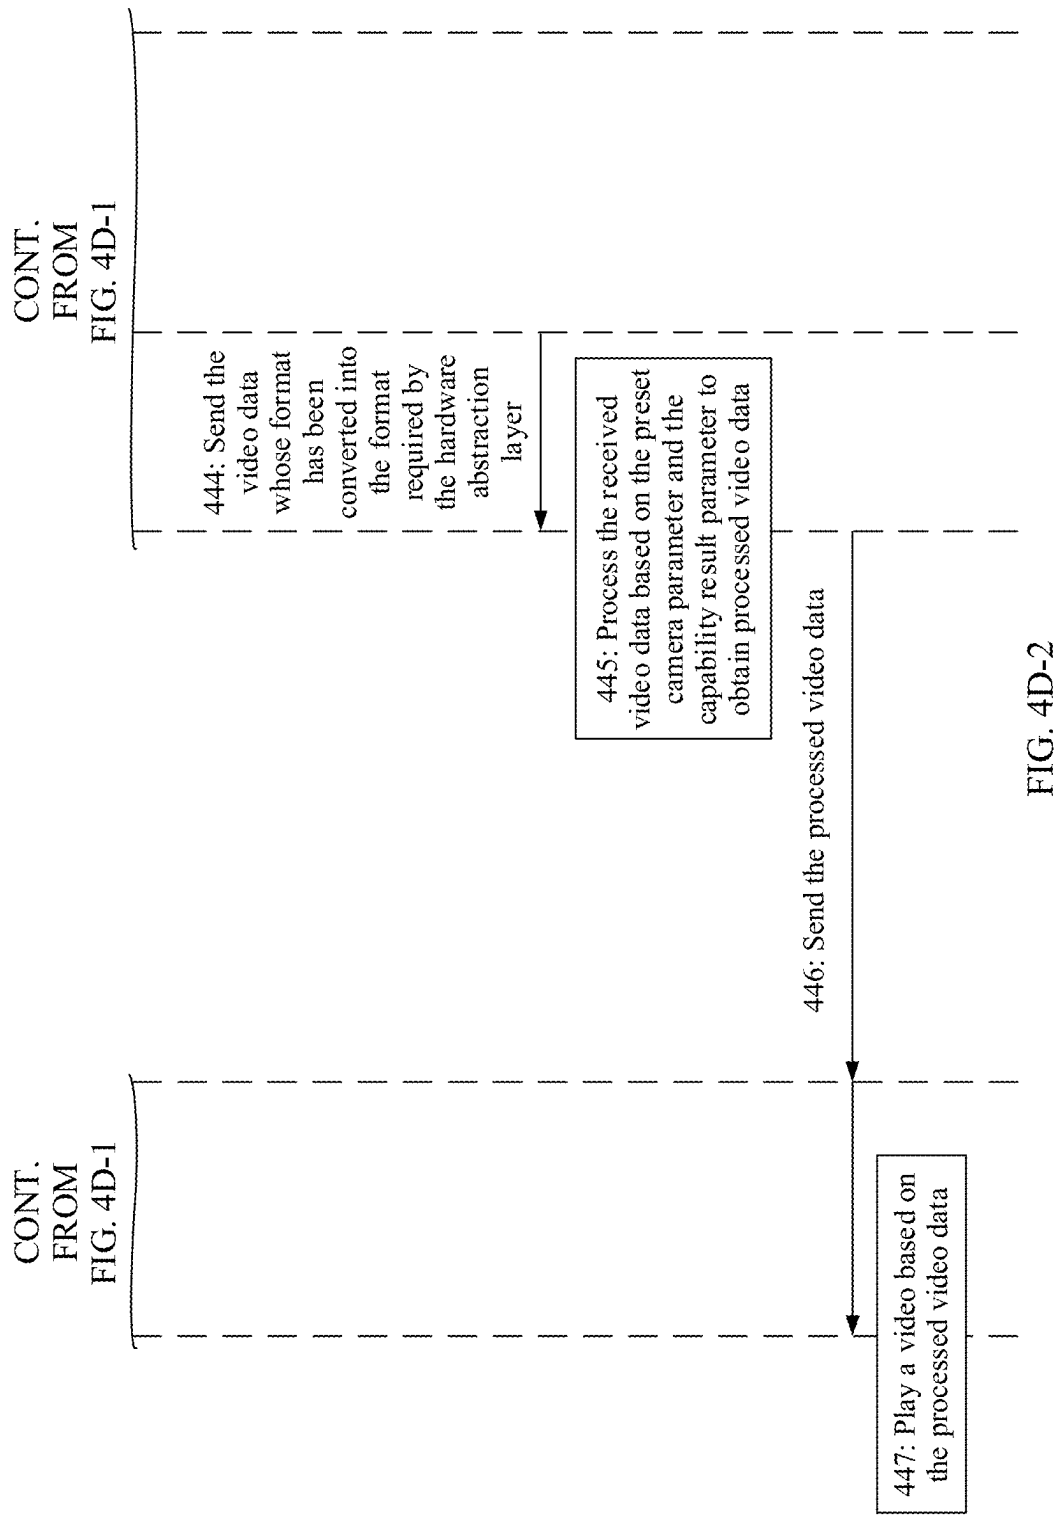 CONT.
FROM
FIG. 4D-1
CONT.
FROM
FIG. 4D-1
444: Send the
video data
whose format
has been
converted into
the format
required by
the hardware
abstraction
layer
445: Process the received
video data based on the preset
camera parameter and the
capability result parameter to
obtain processed video data
446: Send the processed video data
447: Play a video based on
the processed video data
FIG. 4D-2